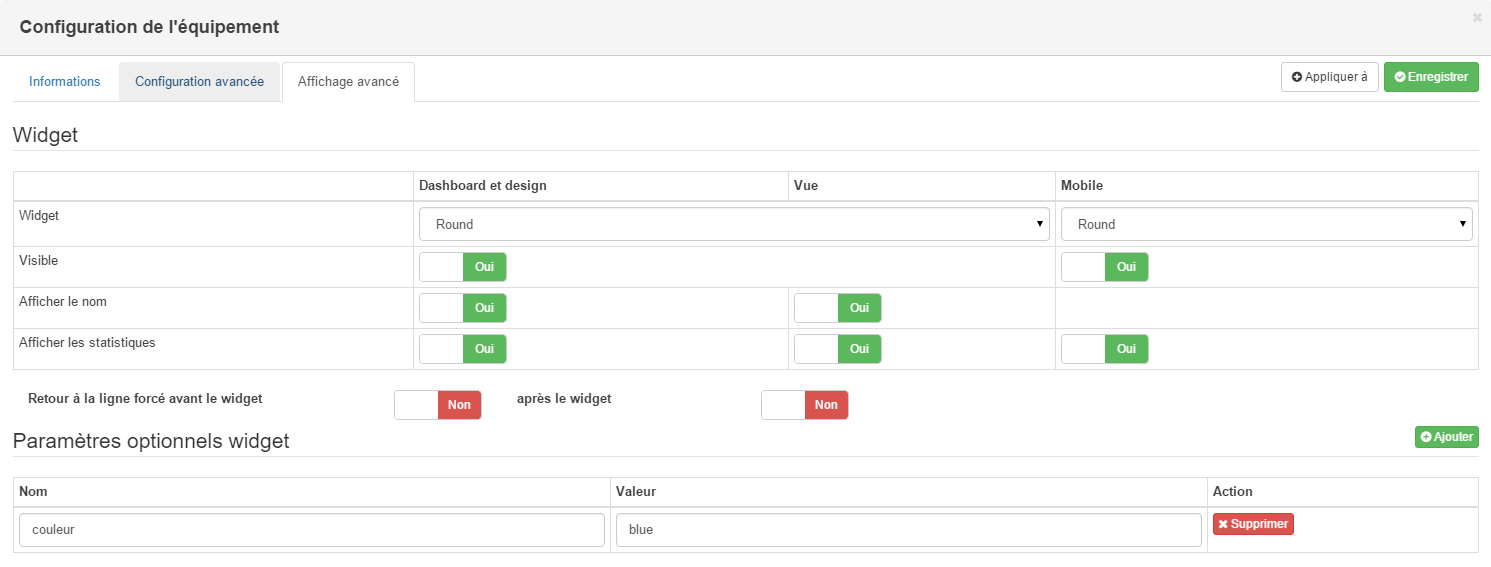 Configuration de l'équipement
Informations Configuration avancée Affichage avancé Appliquer à Enregistrer
Widget
Dashboard et design Vue Mobile
Widget Round Round
Visible Oui Oui
Afficher le nom Oui Oui
Afficher les statistiques Oui Oui Oui
Retour à la ligne forcé avant le widget Non après le widget Non
Paramètres optionnels widget Ajouter
Nom Valeur Action
couleur blue Supprimer